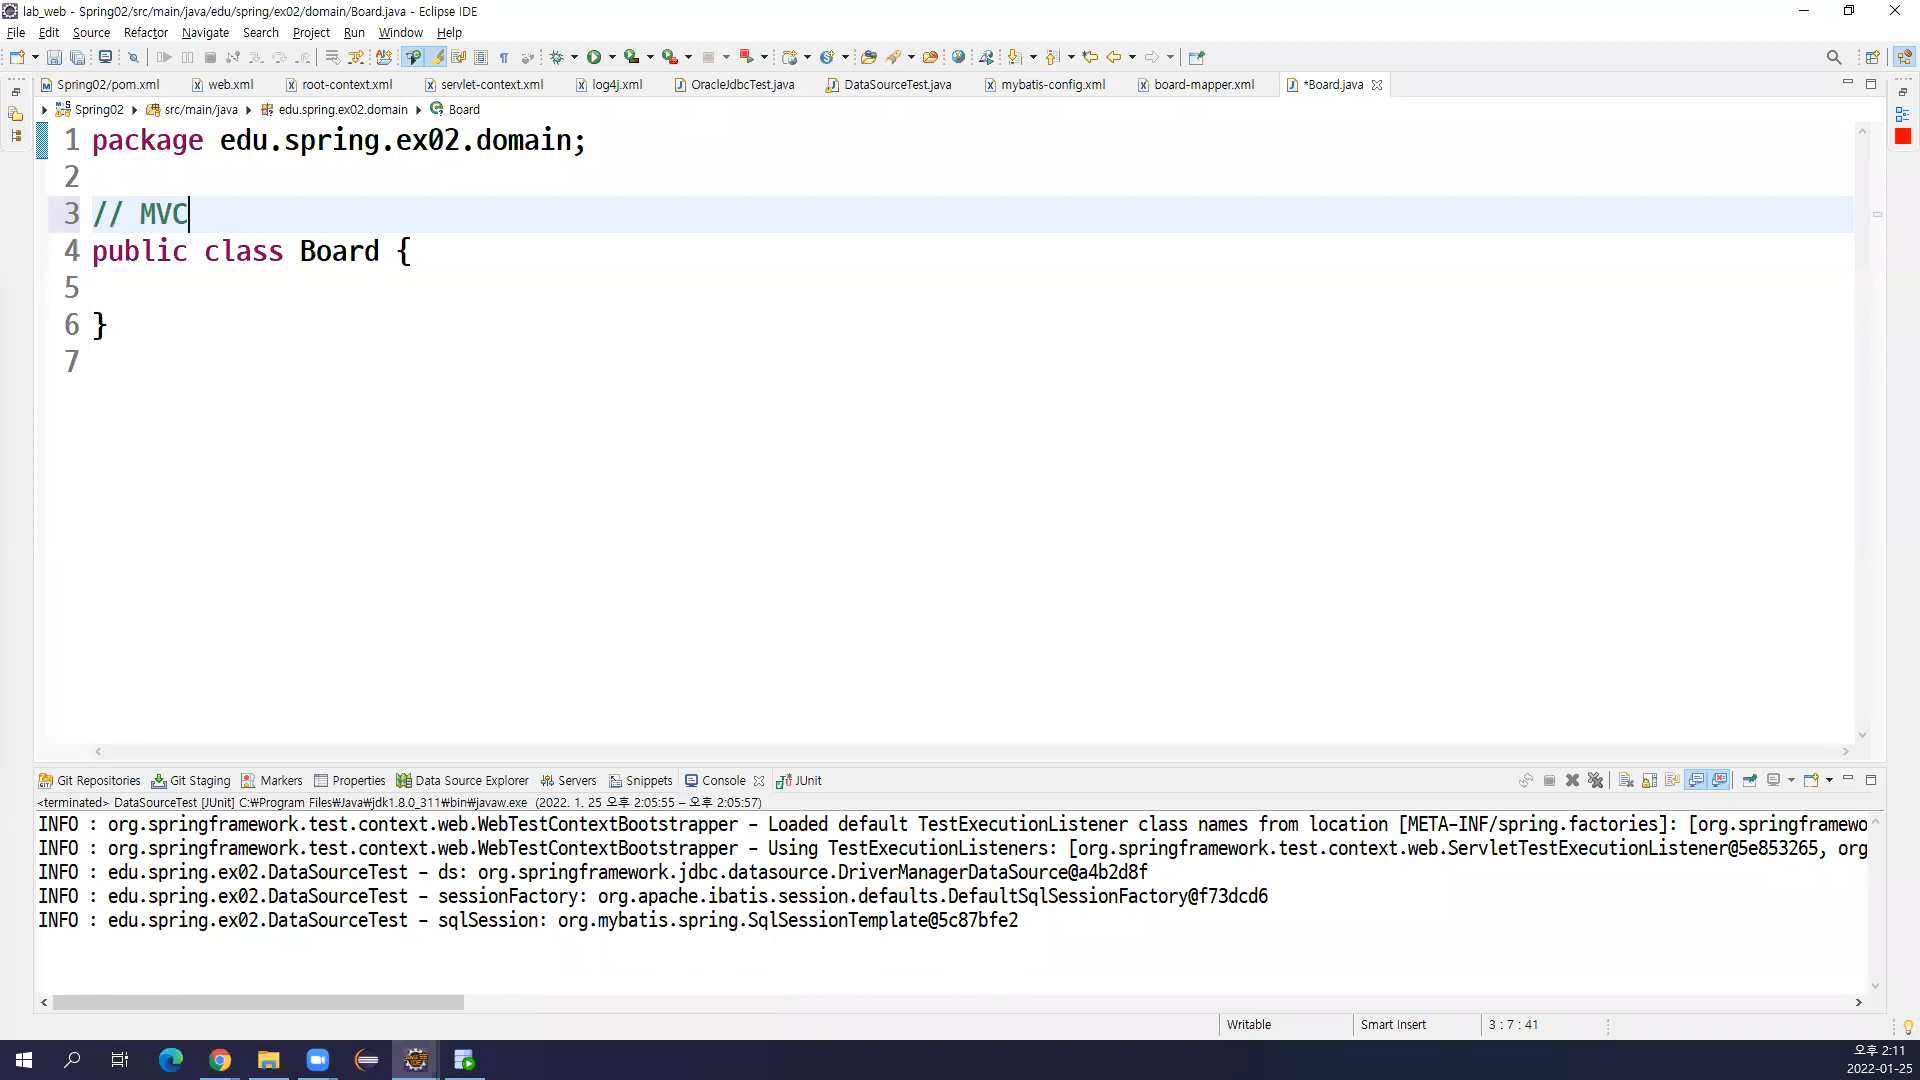 lab_web - Spring02/src/main/java/edu/spring/ex02/domain/Board.java - Eclipse IDE
File Edit Source Refactor Navigate Search Project Run Window Help
Spring02/pom.xml web.xml root-context.xml servlet-context.xml log4j.xml OracleJdbcTest.java DataSourceTest.java mybatis-config.xml board-mapper.xml *Board.java
Spring02 src/main/java edu.spring.ex02.domain Board
1 package edu.spring.ex02.domain;
2
3 // MVC
4 public class Board {
5
6 }
7
Git Repositories Git Staging Markers Properties Data Source Explorer Servers Snippets Console JUnit
<terminated> DataSourceTest [JUnit] C:₩Program Files₩Java₩jdk1.8.0_311₩bin₩javaw.exe (2022. 1. 25 오후 2:05:55 – 오후 2:05:57)
INFO : org.springframework.test.context.web.WebTestContextBootstrapper - Loaded default TestExecutionListener class names from location [META-INF/spring.factories]: [org.springframewo
INFO : org.springframework.test.context.web.WebTestContextBootstrapper - Using TestExecutionListeners: [org.springframework.test.context.web.ServletTestExecutionListener@5e853265, org
INFO : edu.spring.ex02.DataSourceTest - ds: org.springframework.jdbc.datasource.DriverManagerDataSource@a4b2d8f
INFO : edu.spring.ex02.DataSourceTest - sessionFactory: org.apache.ibatis.session.defaults.DefaultSqlSessionFactory@f73dcd6
INFO : edu.spring.ex02.DataSourceTest - sqlSession: org.mybatis.spring.SqlSessionTemplate@5c87bfe2
Writable Smart Insert 3 : 7 : 41
오후 2:11
2022-01-25